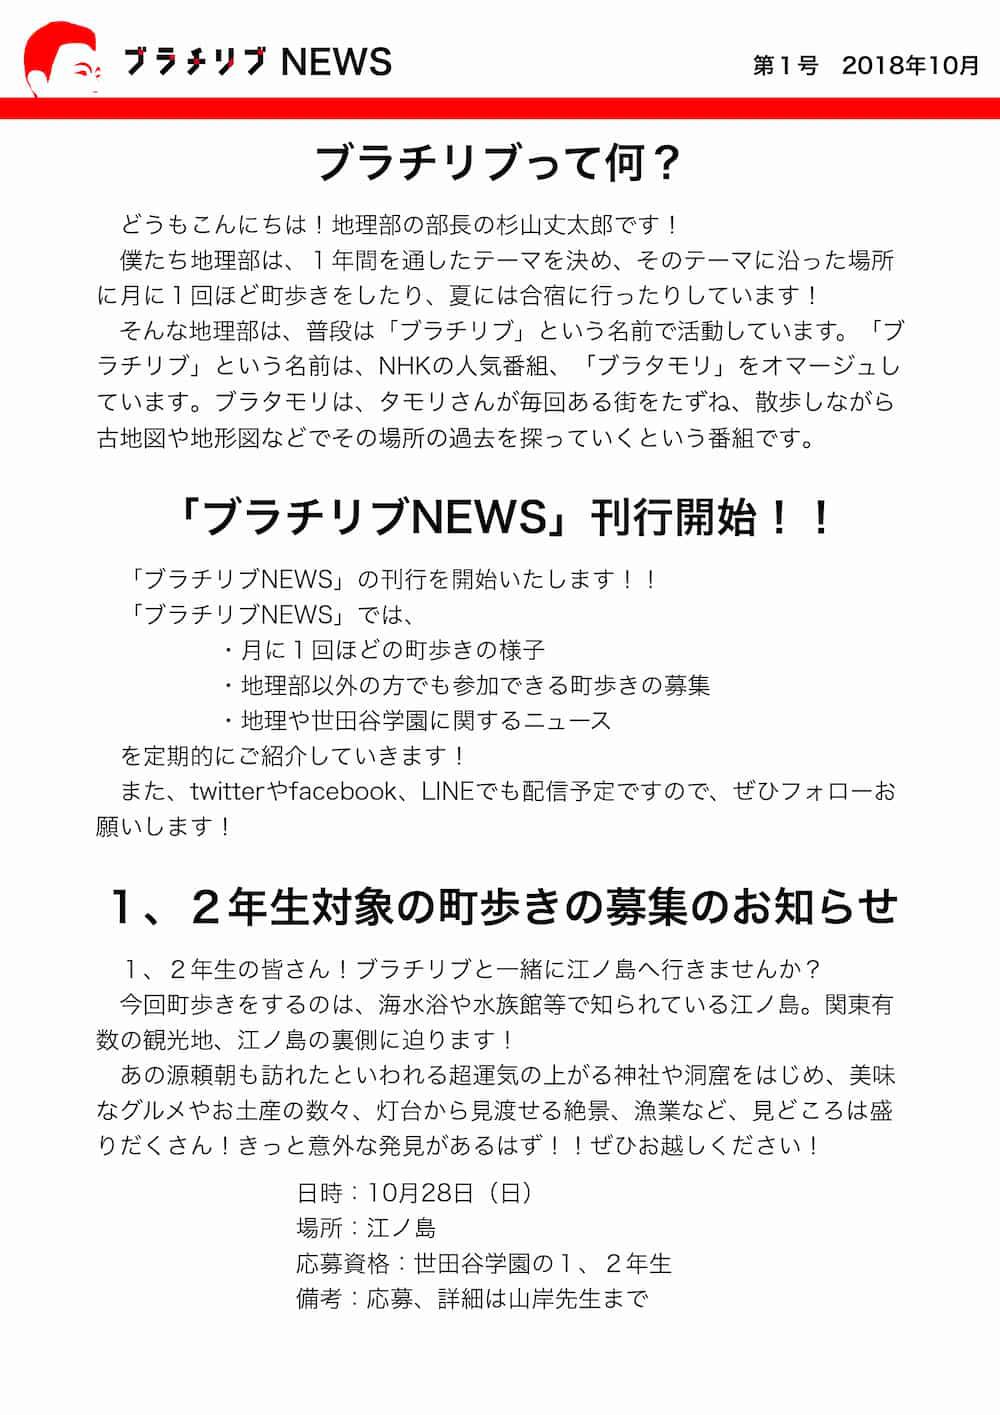 ブラチリブ NEWS
第１号　2018年10月
ブラチリブって何？
どうもこんにちは！地理部の部長の杉山丈太郎です！
僕たち地理部は、１年間を通したテーマを決め、そのテーマに沿った場所
に月に１回ほど町歩きをしたり、夏には合宿に行ったりしています！
そんな地理部は、普段は「ブラチリブ」という名前で活動しています。「ブ
ラチリブ」という名前は、NHKの人気番組、「ブラタモリ」をオマージュし
ています。ブラタモリは、タモリさんが毎回ある街をたずね、散歩しながら
古地図や地形図などでその場所の過去を探っていくという番組です。
「ブラチリブNEWS」刊行開始！！
「ブラチリブNEWS」の刊行を開始いたします！！
「ブラチリブNEWS」では、
・月に１回ほどの町歩きの様子
・地理部以外の方でも参加できる町歩きの募集
・地理や世田谷学園に関するニュース
を定期的にご紹介していきます！
また、twitterやfacebook、LINEでも配信予定ですので、ぜひフォローお
願いします！
１、２年生対象の町歩きの募集のお知らせ
１、２年生の皆さん！ブラチリブと一緒に江ノ島へ行きませんか？
今回町歩きをするのは、海水浴や水族館等で知られている江ノ島。関東有
数の観光地、江ノ島の裏側に迫ります！
あの源頼朝も訪れたといわれる超運気の上がる神社や洞窟をはじめ、美味
なグルメやお土産の数々、灯台から見渡せる絶景、漁業など、見どころは盛
りだくさん！きっと意外な発見があるはず！！ぜひお越しください！
日時：10月28日（日）
場所：江ノ島
応募資格：世田谷学園の１、２年生
備考：応募、詳細は山岸先生まで